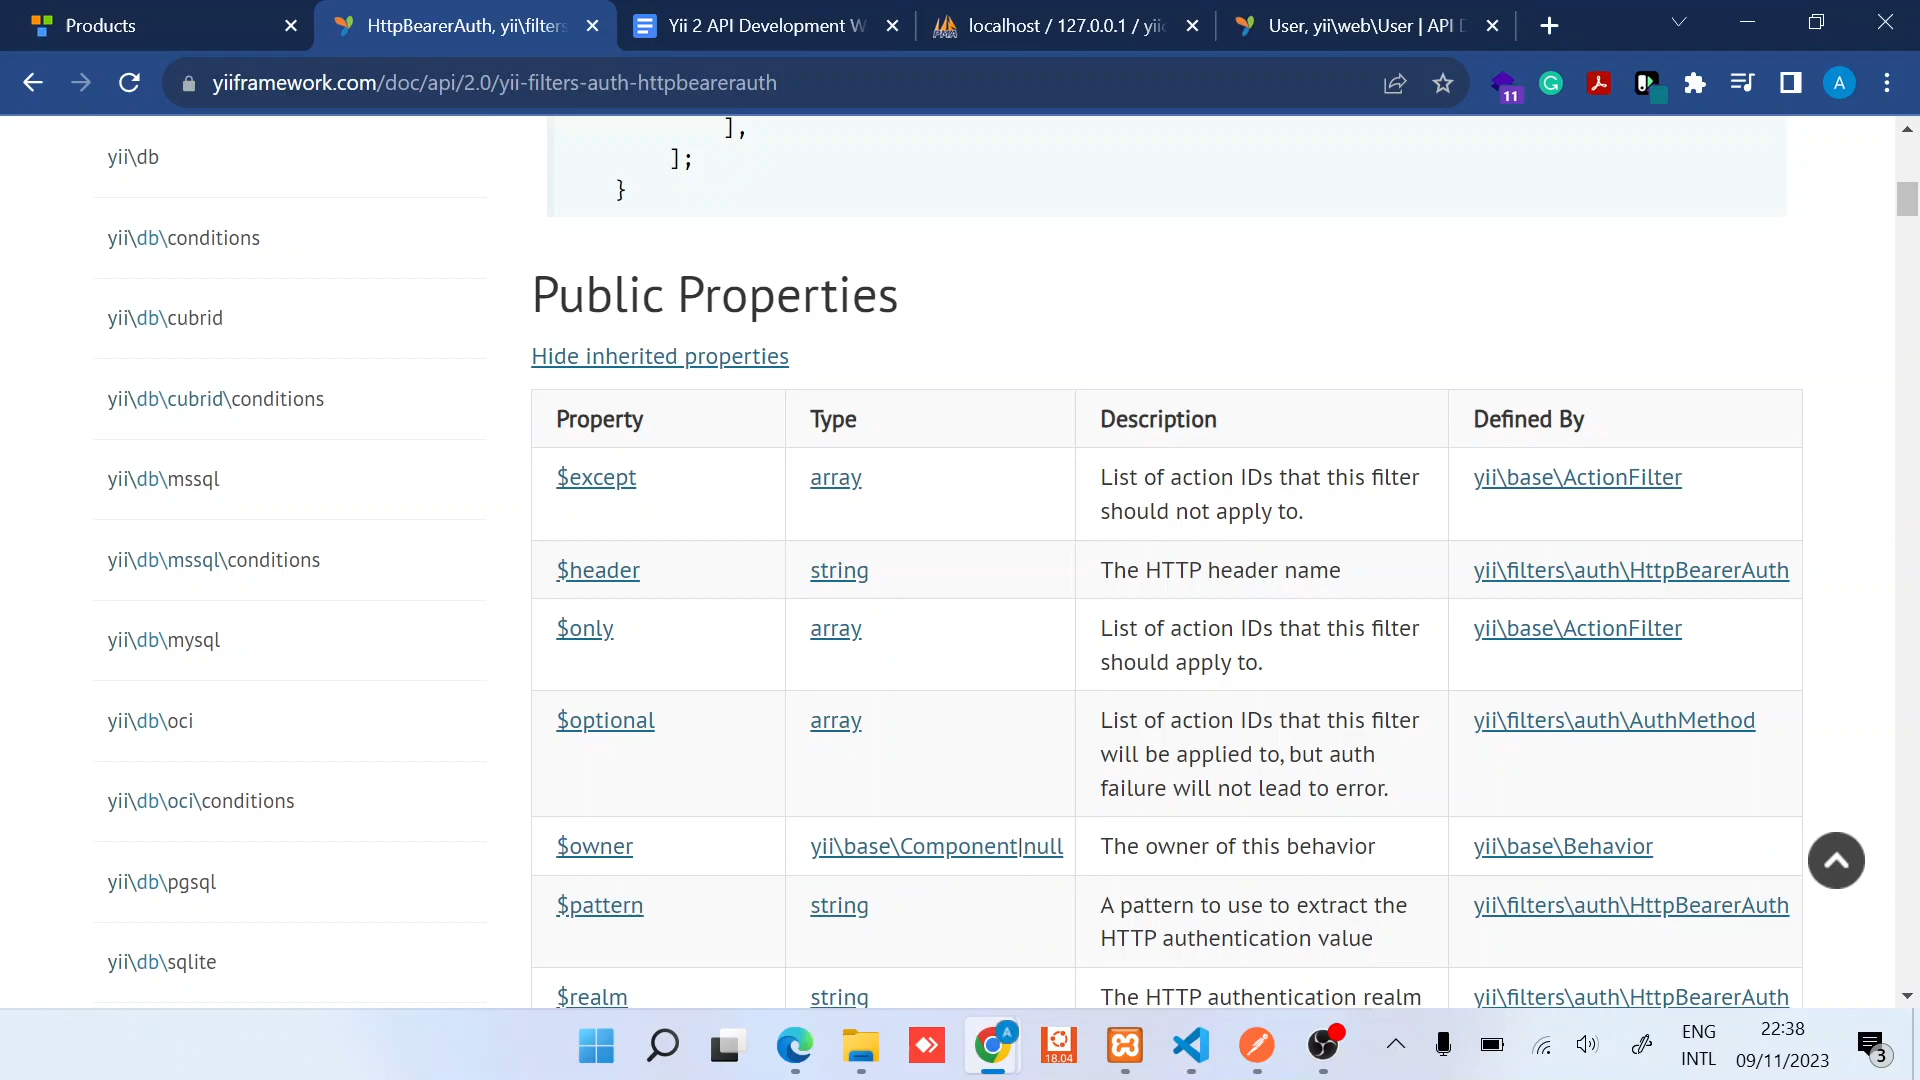 Products
HttpBearerAuth, yii\filters
Yii 2 API Development W
localhost / 127.0.0.1 / yii
User, yii\web\User | API D
yiiframework.com/doc/api/2.0/yii-filters-auth-httpbearerauth
11
A
],
];
}
yii\db
yii\db\conditions
yii\db\cubrid
yii\db\cubrid\conditions
yii\db\mssql
yii\db\mssql\conditions
yii\db\mysql
yii\db\oci
yii\db\oci\conditions
yii\db\pgsql
yii\db\sqlite
Public Properties
Hide inherited properties
Property Type Description Defined By
$except array List of action IDs that this filter should not apply to. yii\base\ActionFilter
$header string The HTTP header name yii\filters\auth\HttpBearerAuth
$only array List of action IDs that this filter should apply to. yii\base\ActionFilter
$optional array List of action IDs that this filter will be applied to, but auth failure will not lead to error. yii\filters\auth\AuthMethod
$owner yii\base\Component|null The owner of this behavior yii\base\Behavior
$pattern string A pattern to use to extract the HTTP authentication value yii\filters\auth\HttpBearerAuth
$realm string The HTTP authentication realm yii\filters\auth\HttpBearerAuth
A
18.04
ENG
INTL
22:38
09/11/2023
3